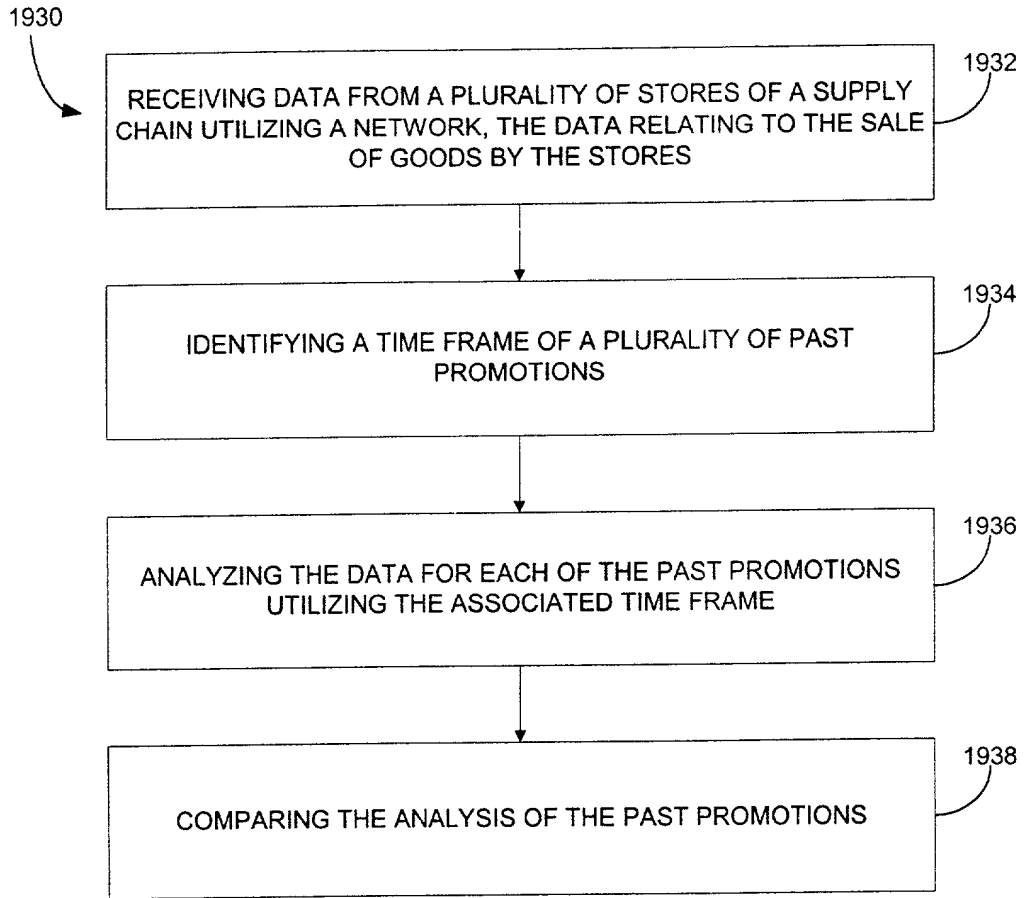 1930
1932
RECEIVING DATA FROM A PLURALITY OF STORES OF A SUPPLY
CHAIN UTILIZING A NETWORK, THE DATA RELATING TO THE SALE
OF GOODS BY THE STORES
1934
IDENTIFYING A TIME FRAME OF A PLURALITY OF PAST
PROMOTIONS
1936
ANALYZING THE DATA FOR EACH OF THE PAST PROMOTIONS
UTILIZING THE ASSOCIATED TIME FRAME
1938
COMPARING THE ANALYSIS OF THE PAST PROMOTIONS